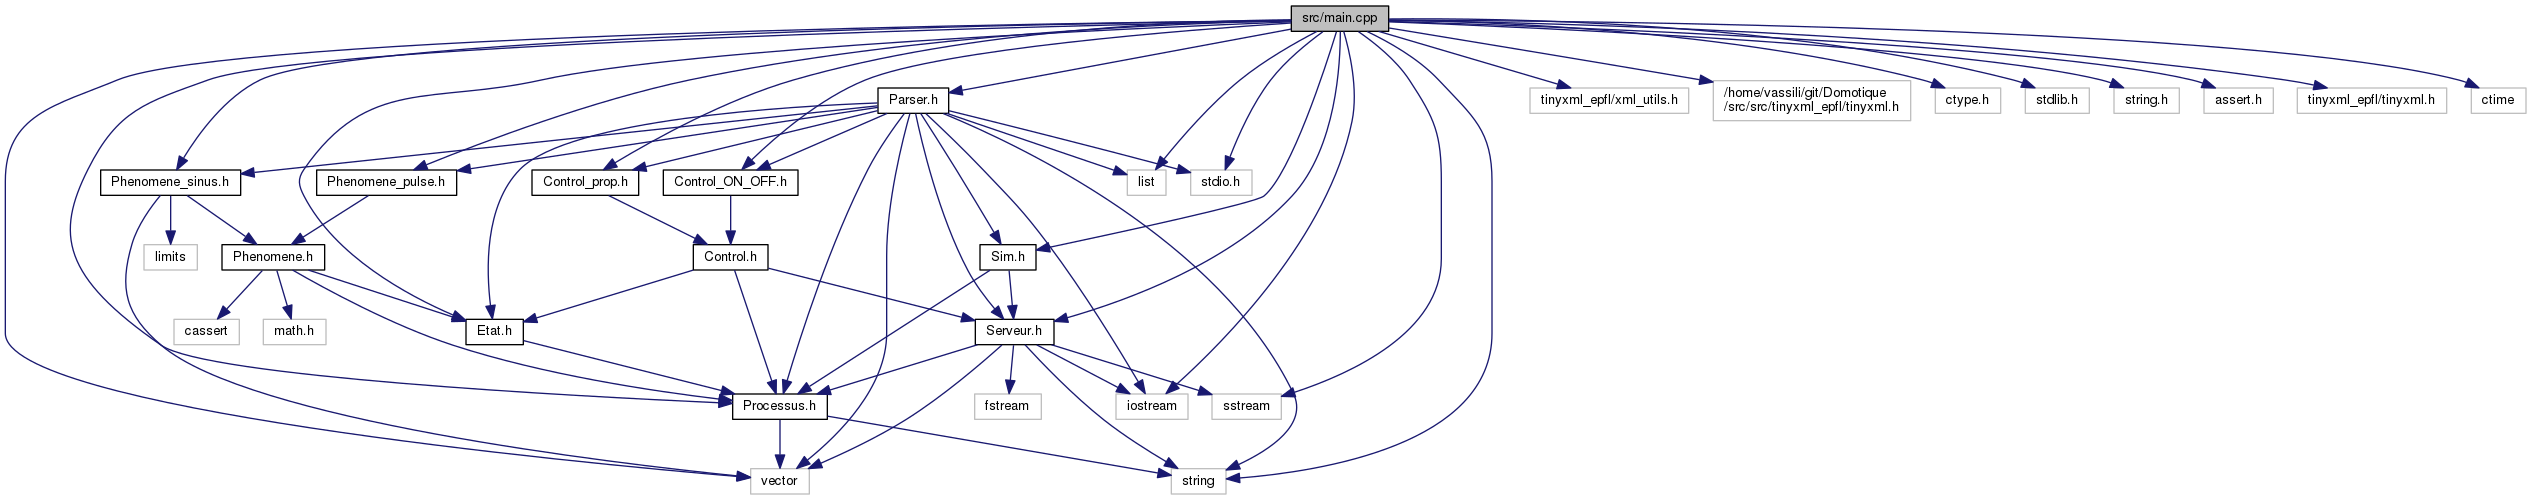 src/main.cpp
Parser.h
tinyxml_epfl/xml_utils.h
/home/vassili/git/Domotique
/src/src/tinyxml_epfl/tinyxml.h
ctype.h
stdlib.h
string.h
assert.h
tinyxml_epfl/tinyxml.h
ctime
Phenomene_sinus.h
Phenomene_pulse.h
Control_prop.h
Control_ON_OFF.h
list
stdio.h
limits
Phenomene.h
Control.h
Sim.h
cassert
math.h
Etat.h
Serveur.h
Processus.h
fstream
iostream
sstream
vector
string